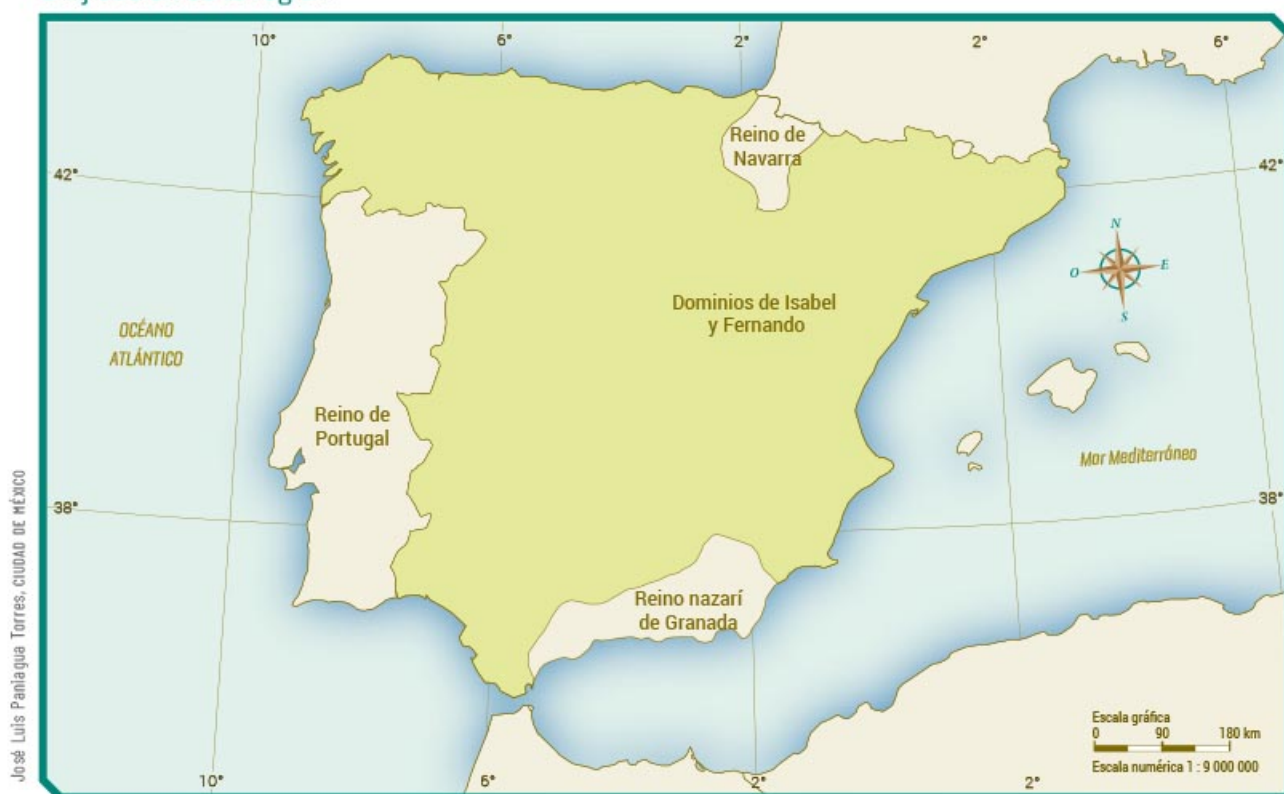 10°
6°
2°
2°
6°
Reino de
Navarra
42°
42°
N
O
E
S
Dominios de Isabel
y Fernando
OCÉANO
ATLÁNTICO
Reino de
Portugal
Mar Mediterráneo
38°
38°
Reino nazarí
de Granada
Escala gráfica
0 90 180 km
Escala numérica 1 : 9 000 000
10°
6°
2°
2°
José Luis Paniagua Torres, CIUDAD DE MÉXICO